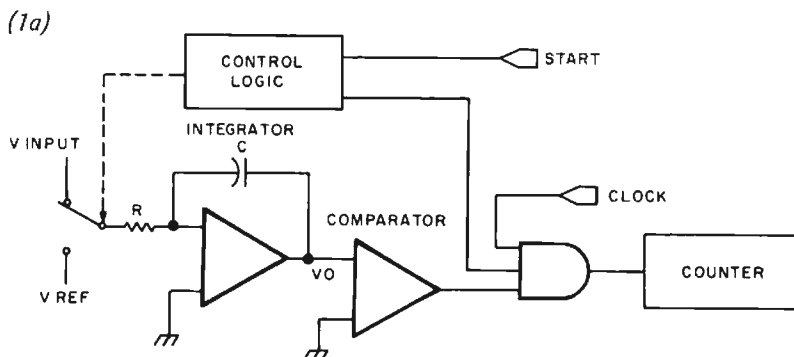 (1a)
CONTROL
LOGIC
START
INTEGRATOR
C
V INPUT
R
COMPARATOR
CLOCK
VO
COUNTER
V REF